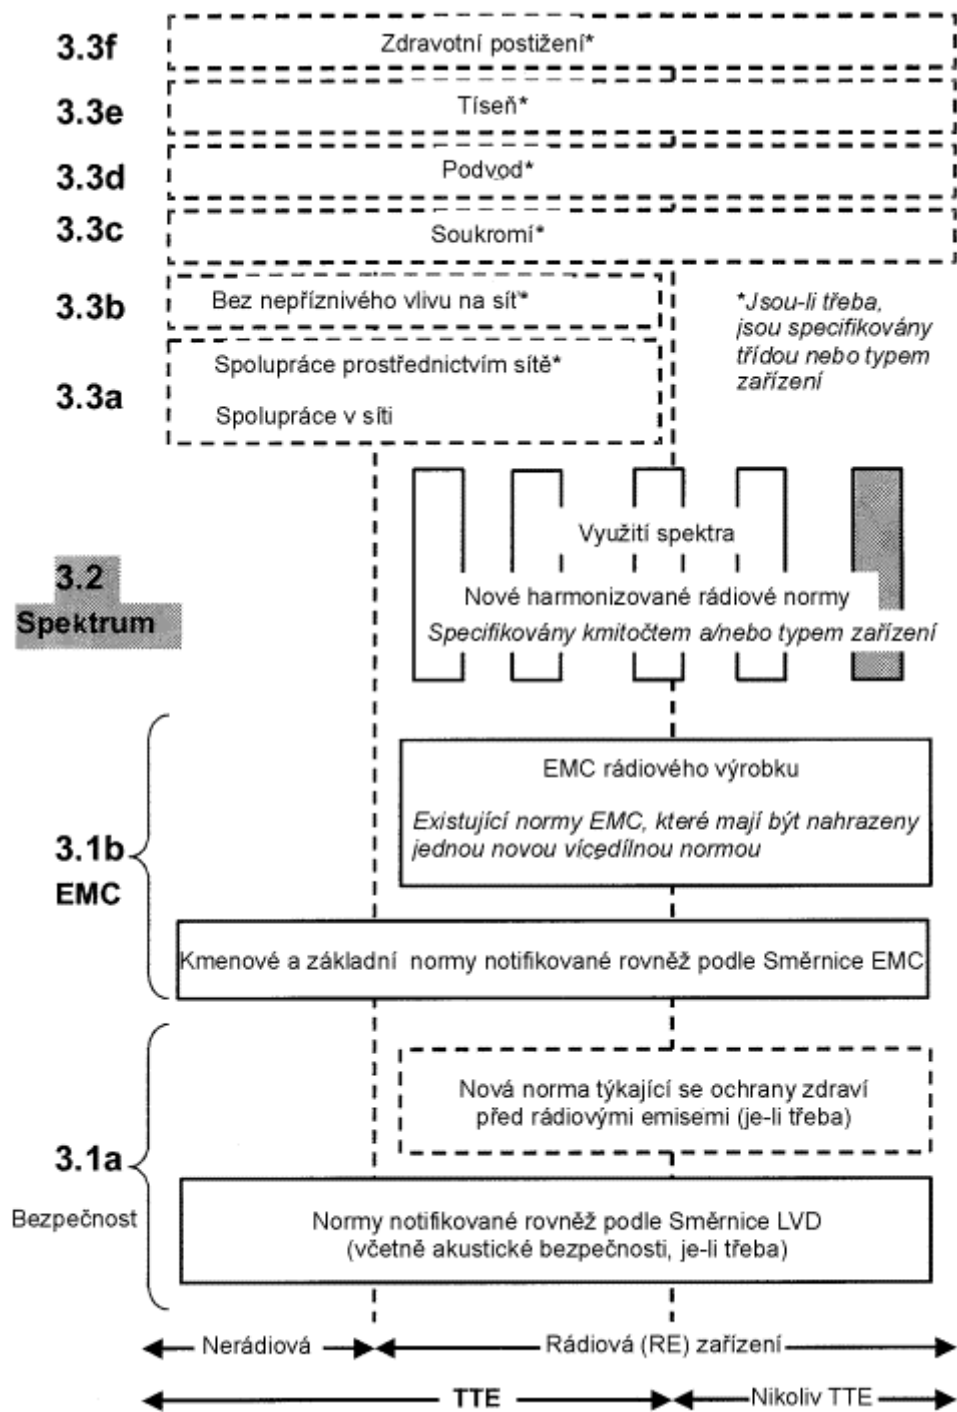 3.3f
Zdravotní postižení*
3.3e
Tíseň*
3.3d
Podvod*
3.3c
Soukromí*
3.3b
Bez nepříznivého vlivu na síť*
*Jsou-li třeba,
jsou specifikovány
třídou nebo typem
zařízení
3.3a
Spolupráce prostřednictvím sítě*
Spolupráce v síti
Využití spektra
3.2
Spektrum
Nové harmonizované rádiové normy
Specifikovány kmitočtem a/nebo typem zařízení
3.1b
EMC
EMC rádiového výrobku
Existující normy EMC, které mají být nahrazeny
jednou novou vícedílnou normou
Kmenové a základní normy notifikované rovněž podle Směrnice EMC
3.1a
Bezpečnost
Nová norma týkající se ochrany zdraví
před rádiovými emisemi (je-li třeba)
Normy notifikované rovněž podle Směrnice LVD
(včetně akustické bezpečnosti, je-li třeba)
Nerádiová
Rádiová (RE) zařízení
TTE
Nikoliv TTE